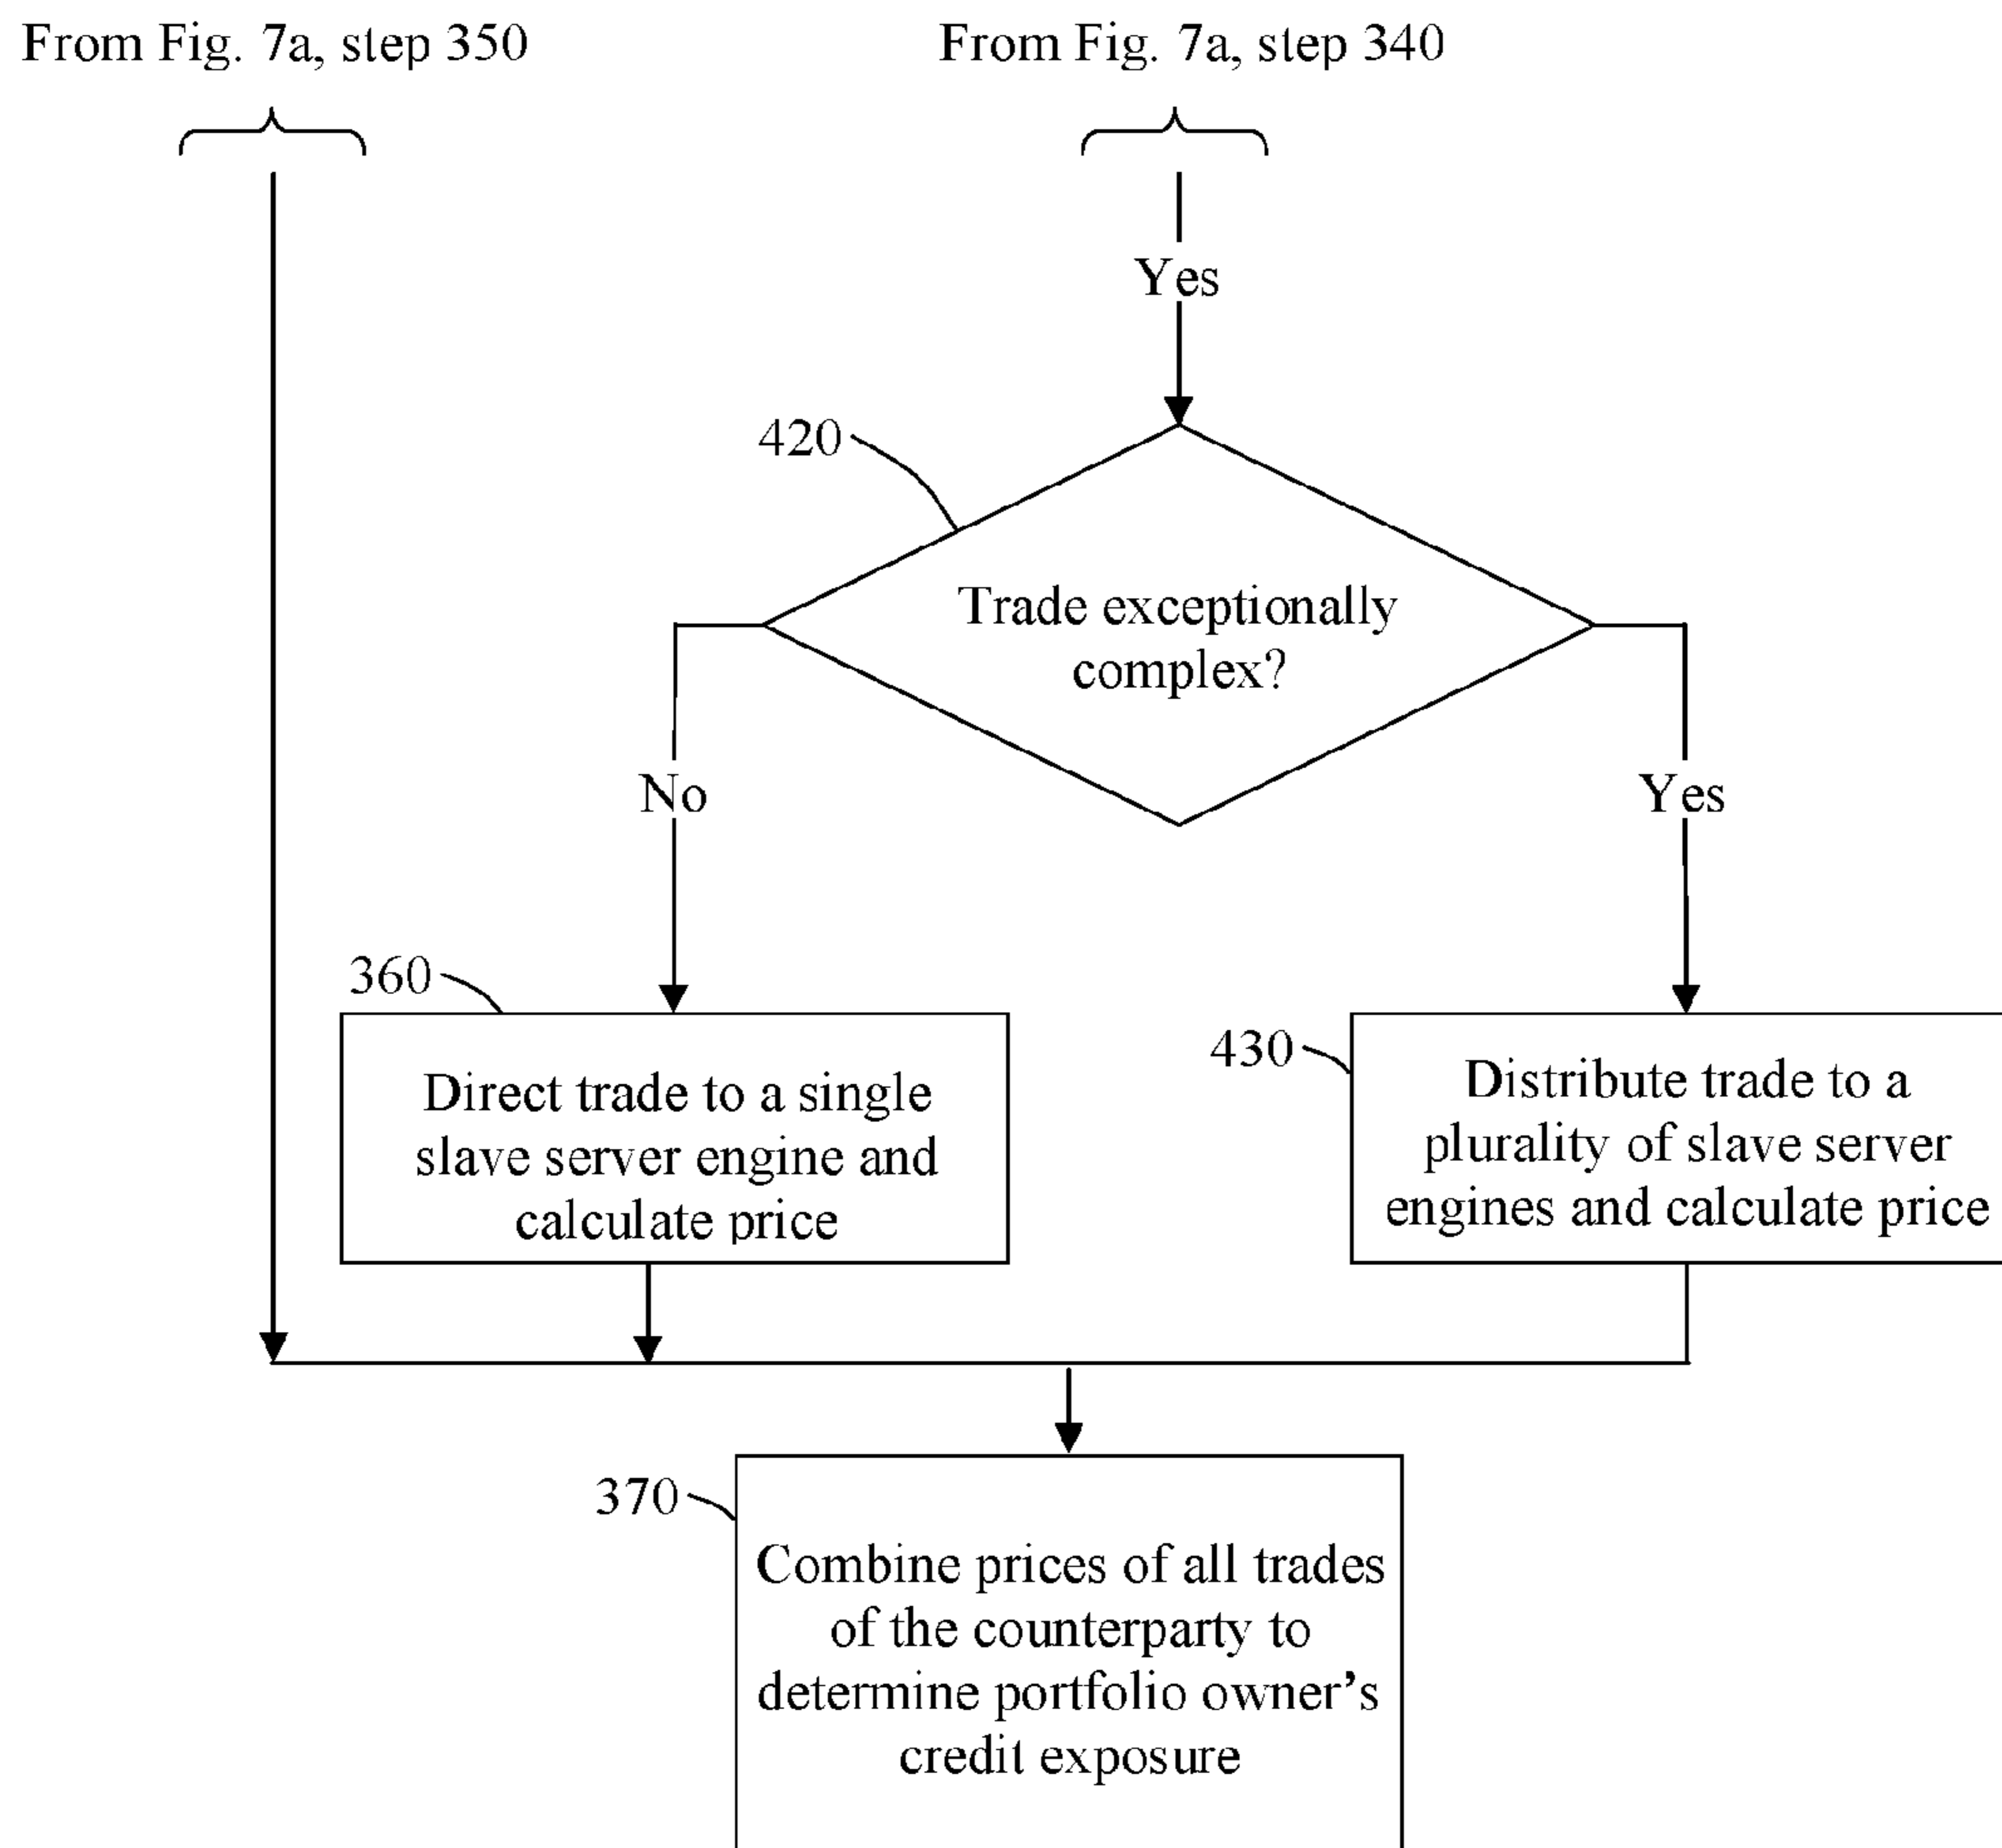 From Fig. 7a, step 350
From Fig. 7a, step 340
Yes
420
Trade exceptionally
complex?
No
Yes
360
Direct trade to a single
slave server engine and
calculate price
430
Distribute trade to a
plurality of slave server
engines and calculate price
370
Combine prices of all trades
of the counterparty to
determine portfolio owner’s
credit exposure